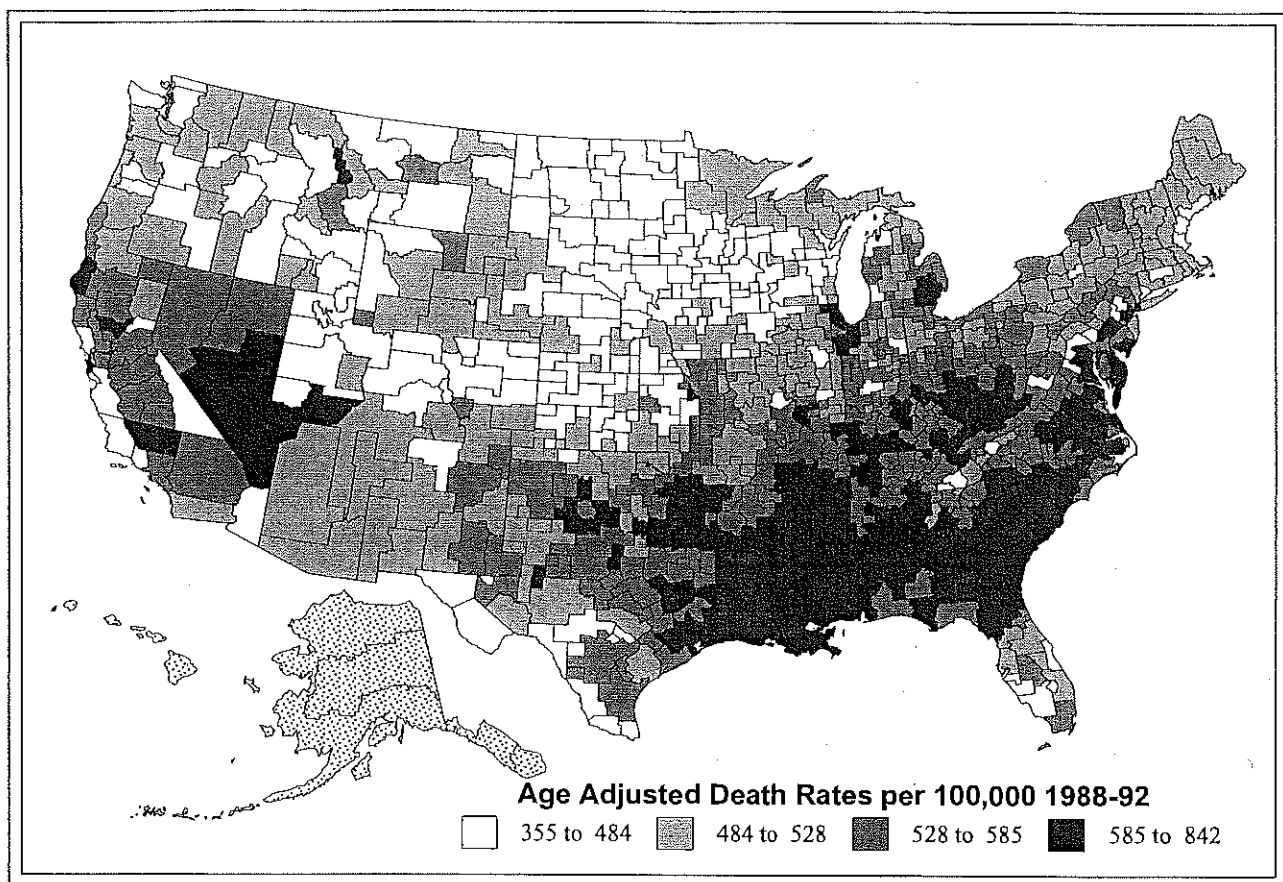 Age Adjusted Death Rates per 100,000 1988-92
355 to 484 484 to 528 528 to 585 585 to 842